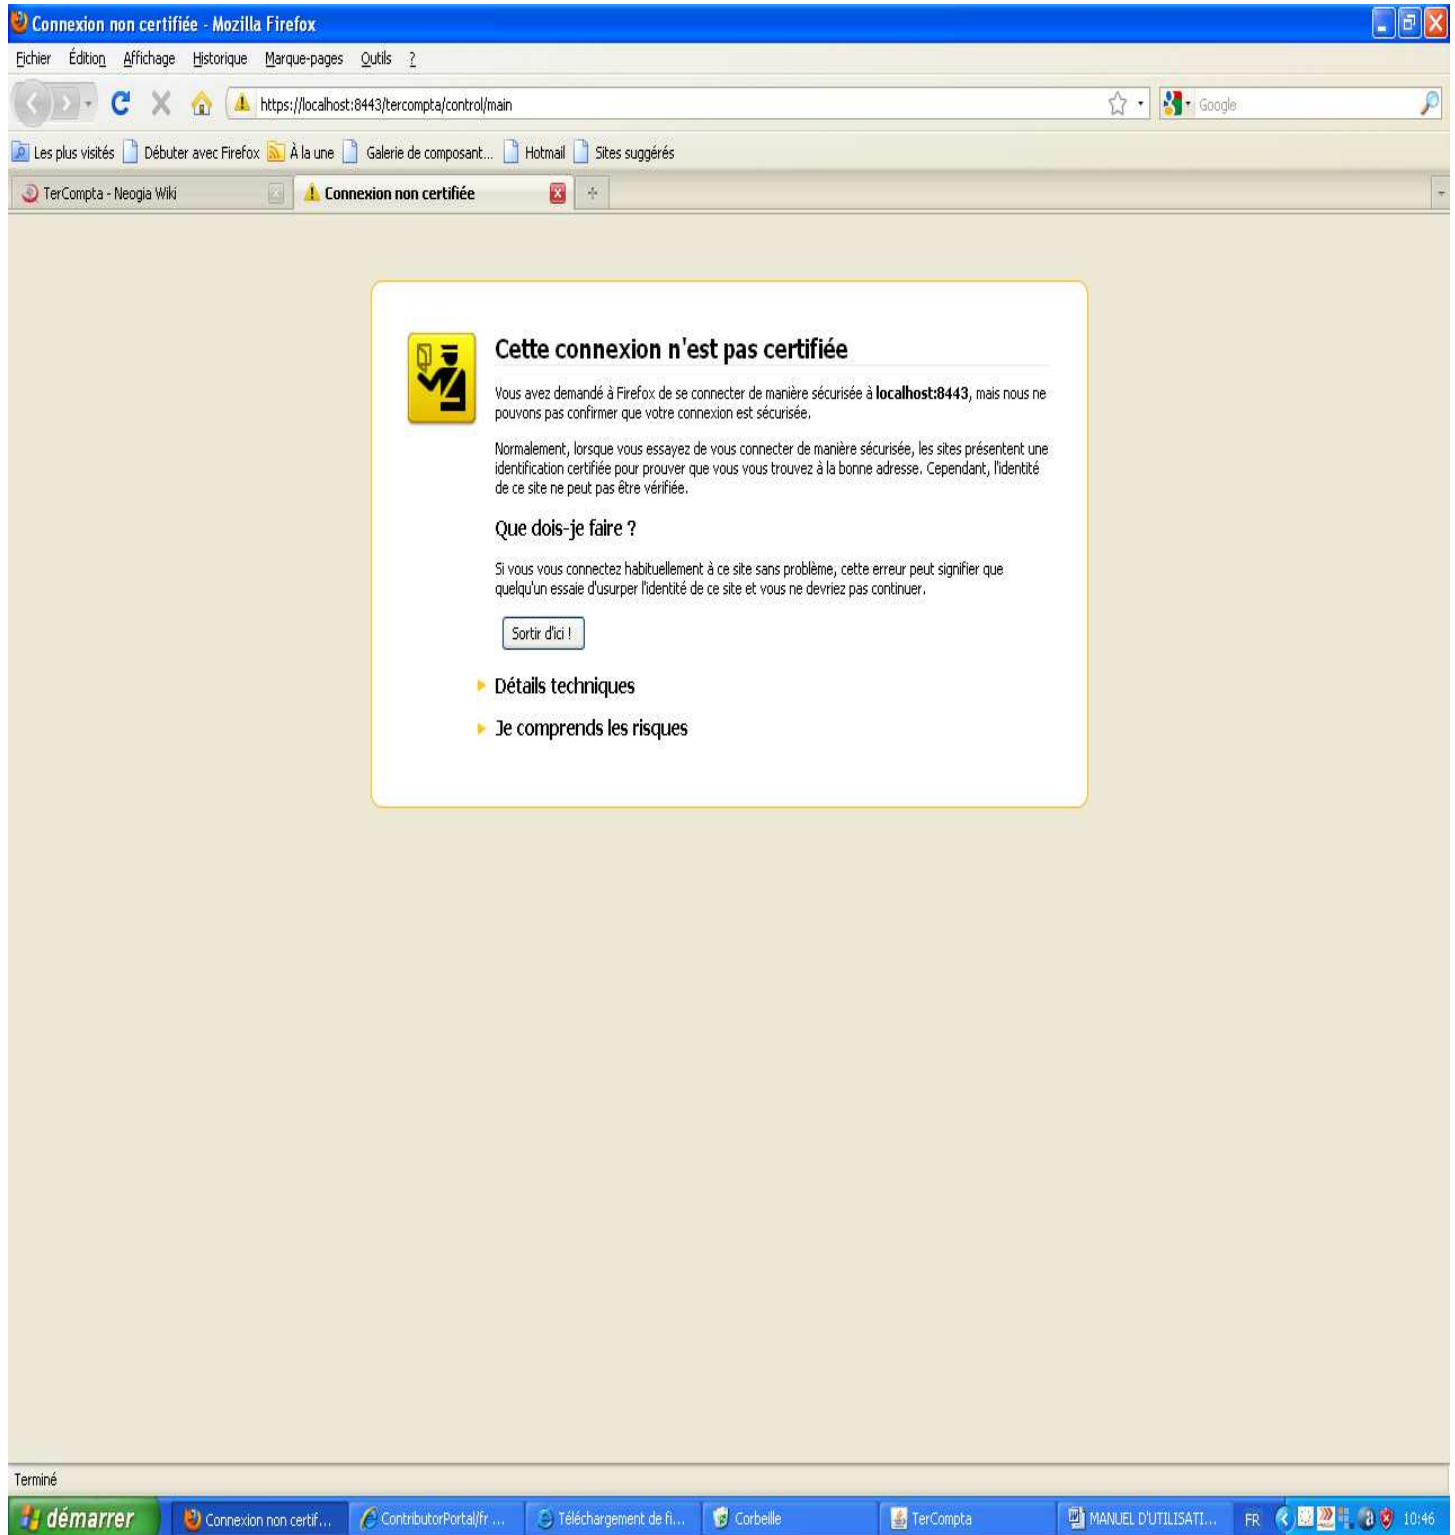 Connexion non certifiée - Mozilla Firefox
Fichier Édition Affichage Historique Marque-pages Outils ?
https://localhost:8443/tercompta/control/main
Google
Les plus visités Débuter avec Firefox À la une Galerie de composant... Hotmail Sites suggérés
TerCompta - Neogia Wiki
Connexion non certifiée
Cette connexion n'est pas certifiée
Vous avez demandé à Firefox de se connecter de manière sécurisée à localhost:8443, mais nous ne
pouvons pas confirmer que votre connexion est sécurisée.
Normalement, lorsque vous essayez de vous connecter de manière sécurisée, les sites présentent une
identification certifiée pour prouver que vous vous trouvez à la bonne adresse. Cependant, l'identité
de ce site ne peut pas être vérifiée.
Que dois-je faire ?
Si vous vous connectez habituellement à ce site sans problème, cette erreur peut signifier que
quelqu'un essaie d'usurper l'identité de ce site et vous ne devriez pas continuer.
Sortir d'ici !
Détails techniques
Je comprends les risques
Terminé
démarrer Connexion non certif... ContributorPortal/fr ... Téléchargement de fi... Corbeille TerCompta MANUEL D'UTILISATI... FR 10:46